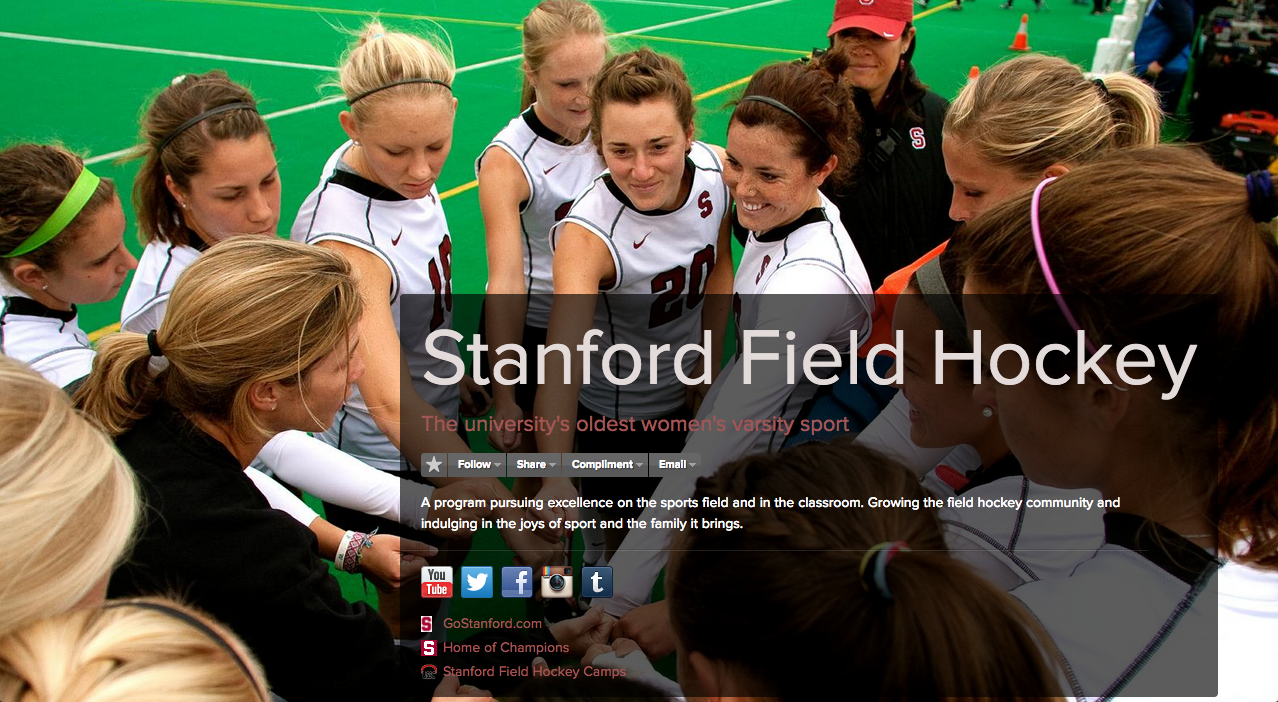 S
S
S
18
20
S
Stanford Field Hockey
The university's oldest women's varsity sport
Follow Share Compliment Email
A program pursuing excellence on the sports field and in the classroom. Growing the field hockey community and
indulging in the joys of sport and the family it brings.
You
Tube
f
t
S GoStanford.com
S Home of Champions
Stanford Field Hockey Camps